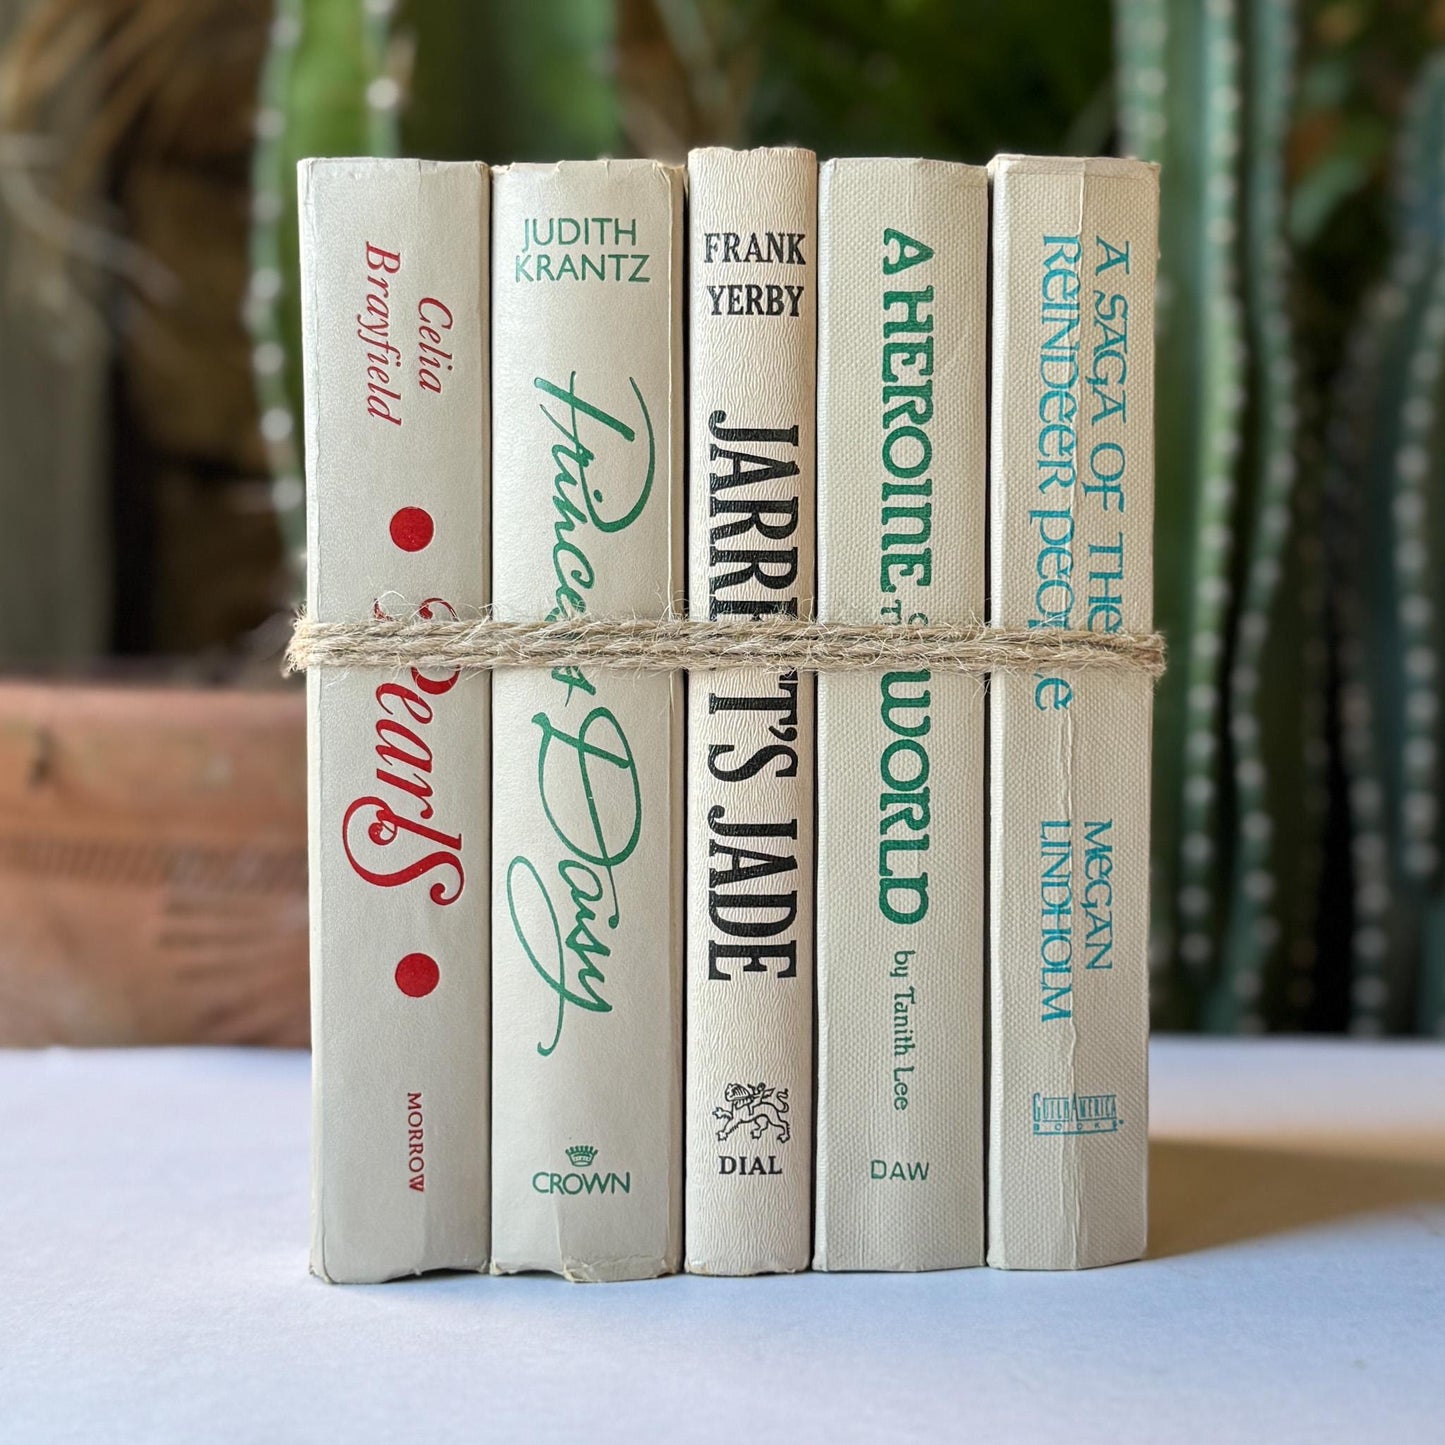 Celia
Brayfield
Pearls
MORROW
JUDITH
KRANTZ
Princess Daisy
CROWN
FRANK
YERBY
JARRETT'S JADE
DIAL
A HEROINE OF
THE WORLD
by Tanith Lee
DAW
A SAGA OF THE
REINDEER PEOPLE
MEGAN
LINDHOLM
GUILDAMERICA
BOOKS®